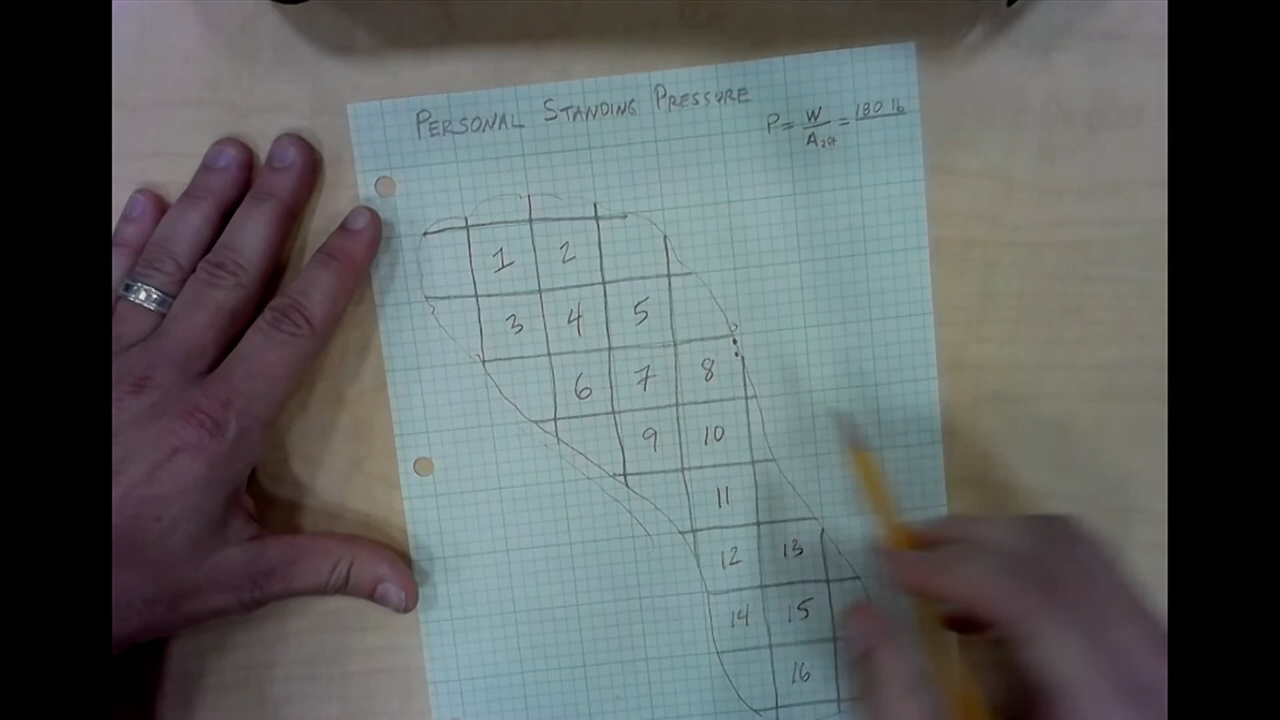 PERSONAL STANDING PRESSURE
P = W / A2ft = 180 lb
1 2
3 4 5
6 7 8
9 10
11
12 13
14 15
16